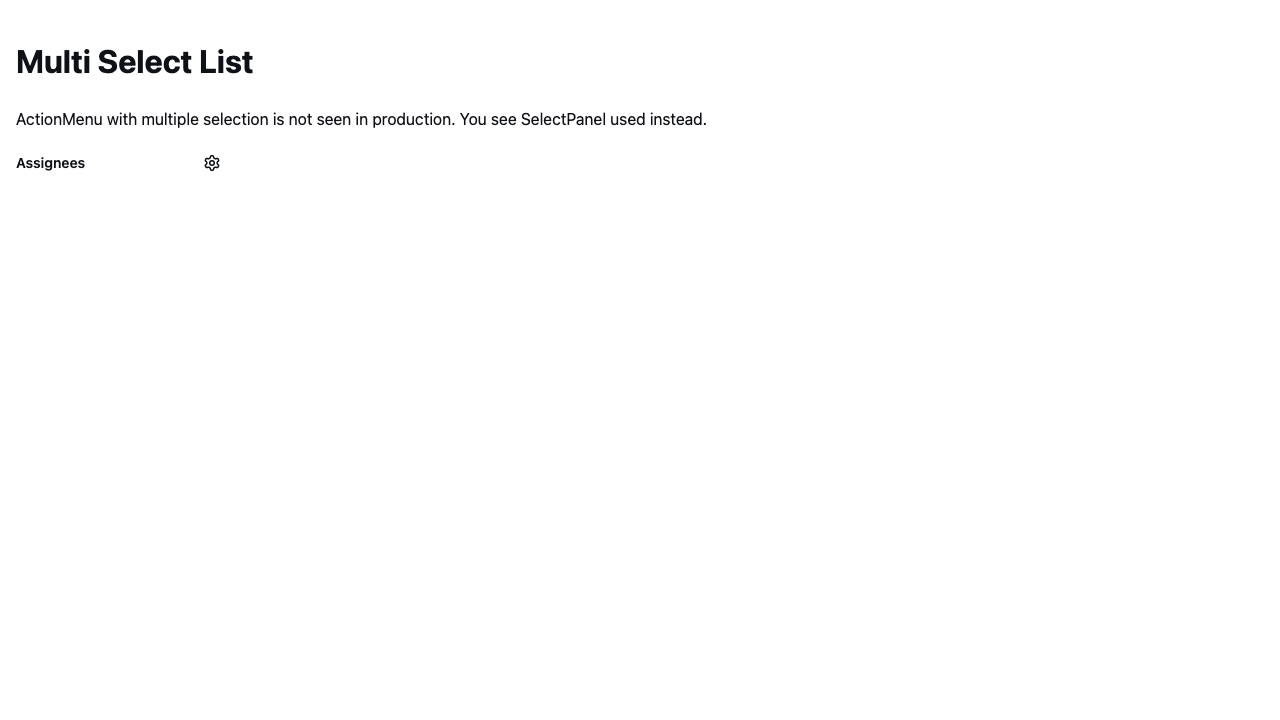 Multi Select List
ActionMenu with multiple selection is not seen in production. You see SelectPanel used instead.
Assignees